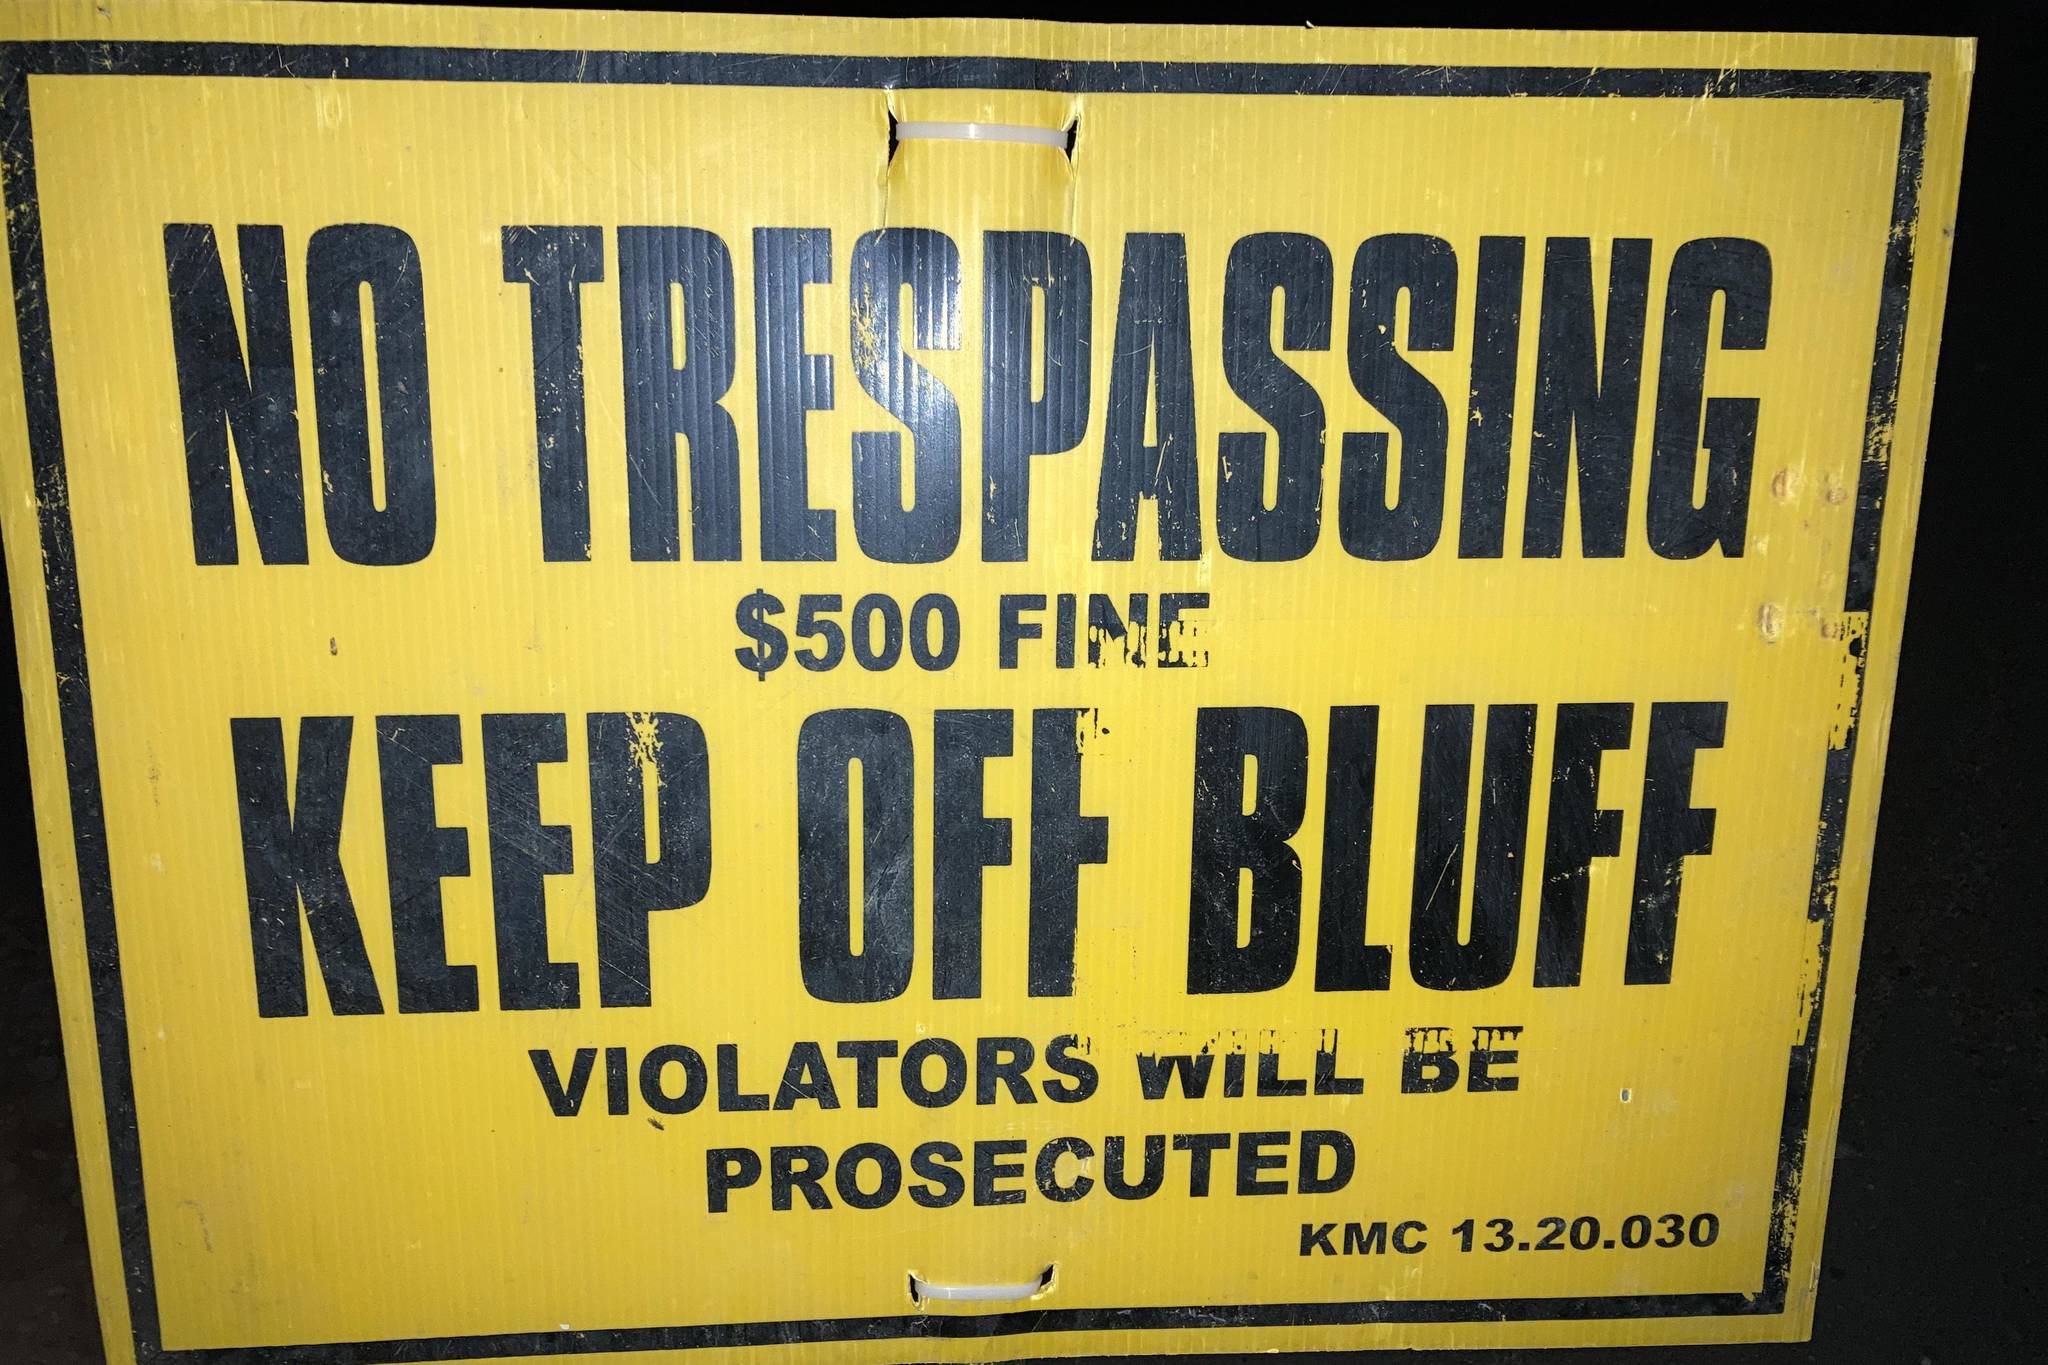 NO TRESPASSING
$500 FINE
KEEP OFF BLUFF
VIOLATORS WILL BE
PROSECUTED
KMC 13.20.030